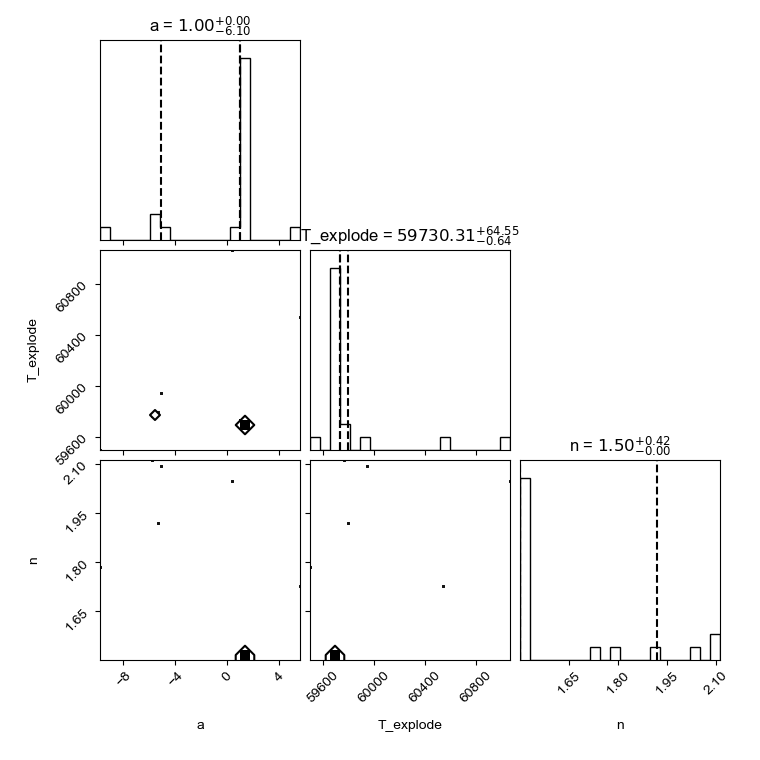 a = 1.00+0.00−6.10
T_explode = 59730.31+64.55−0.64
60800
60400
60000
59600
T_explode
n = 1.50+0.42−0.00
2.10
1.95
1.80
1.65
n
−8 −4 0 4
59600 60000 60400 60800
1.65 1.80 1.95 2.10
a T_explode n